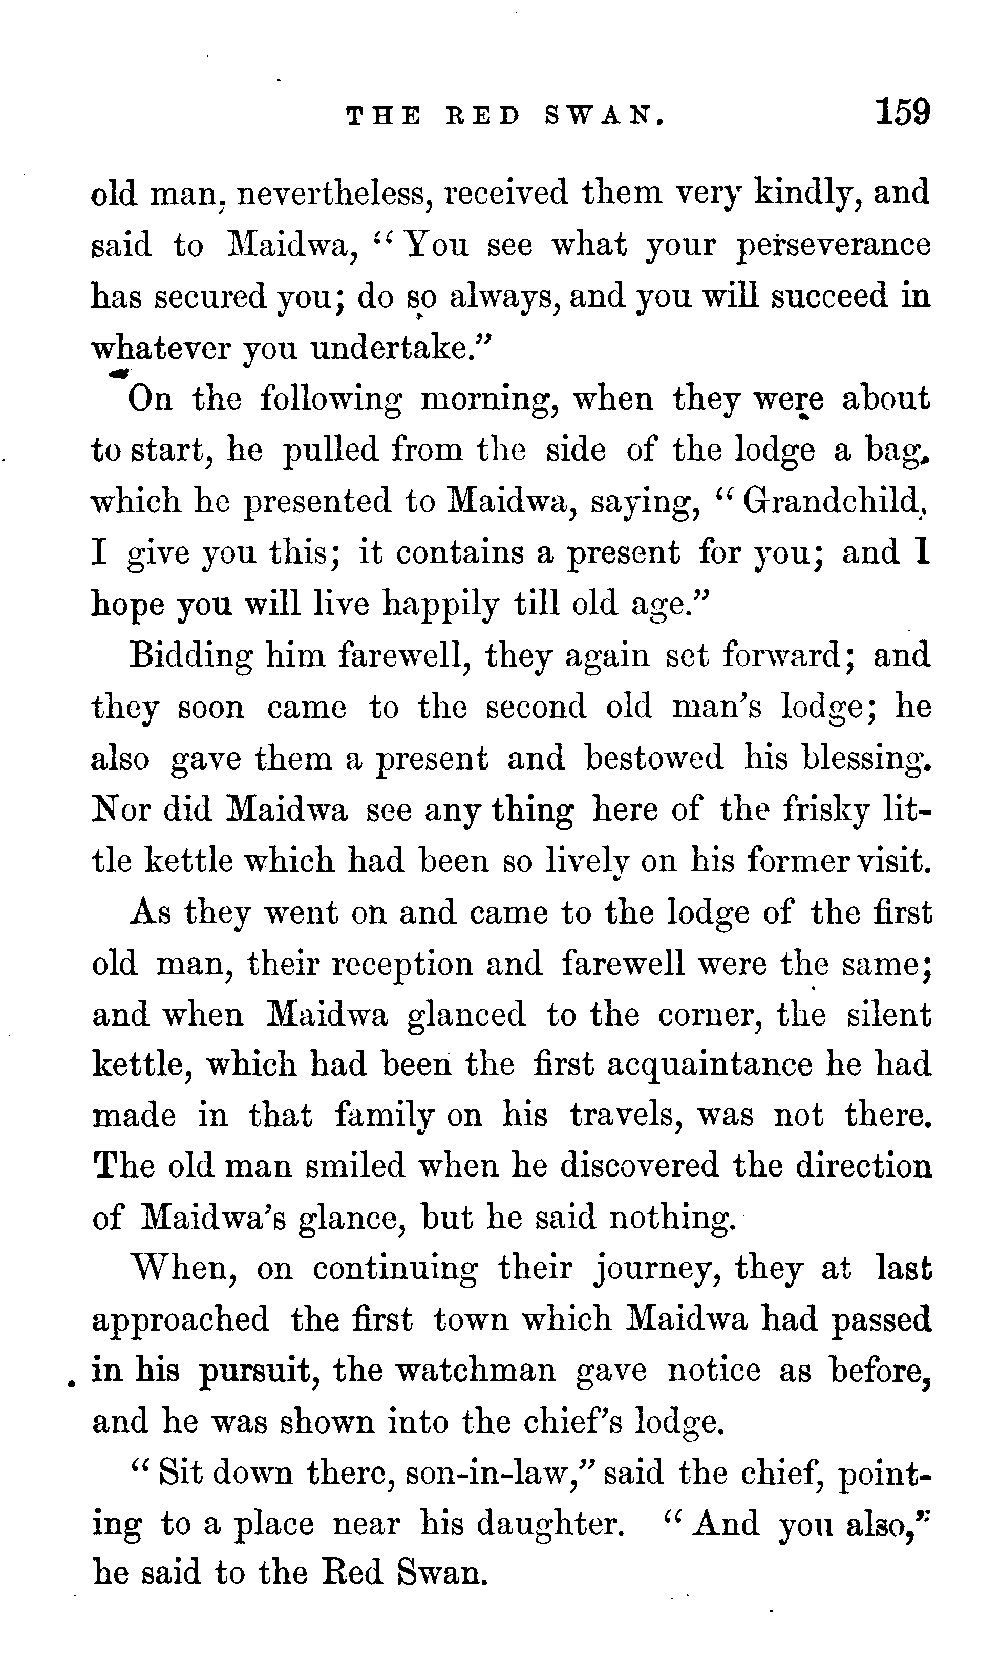 THE RED SWAN. 159
old man, nevertheless, received them very kindly, and
said to Maidwa, "You see what your perseverance
has secured you; do so always, and you will succeed in
whatever you undertake."
On the following morning, when they were about
to start, he pulled from the side of the lodge a bag,
which he presented to Maidwa, saying, "Grandchild,
I give you this; it contains a present for you; and I
hope you will live happily till old age."
Bidding him farewell, they again set forward; and
they soon came to the second old man's lodge; he
also gave them a present and bestowed his blessing.
Nor did Maidwa see any thing here of the frisky lit-
tle kettle which had been so lively on his former visit.
As they went on and came to the lodge of the first
old man, their reception and farewell were the same;
and when Maidwa glanced to the corner, the silent
kettle, which had been the first acquaintance he had
made in that family on his travels, was not there.
The old man smiled when he discovered the direction
of Maidwa's glance, but he said nothing.
When, on continuing their journey, they at last
approached the first town which Maidwa had passed
in his pursuit, the watchman gave notice as before,
and he was shown into the chief's lodge.
"Sit down there, son-in-law," said the chief, point-
ing to a place near his daughter. "And you also,"
he said to the Red Swan.